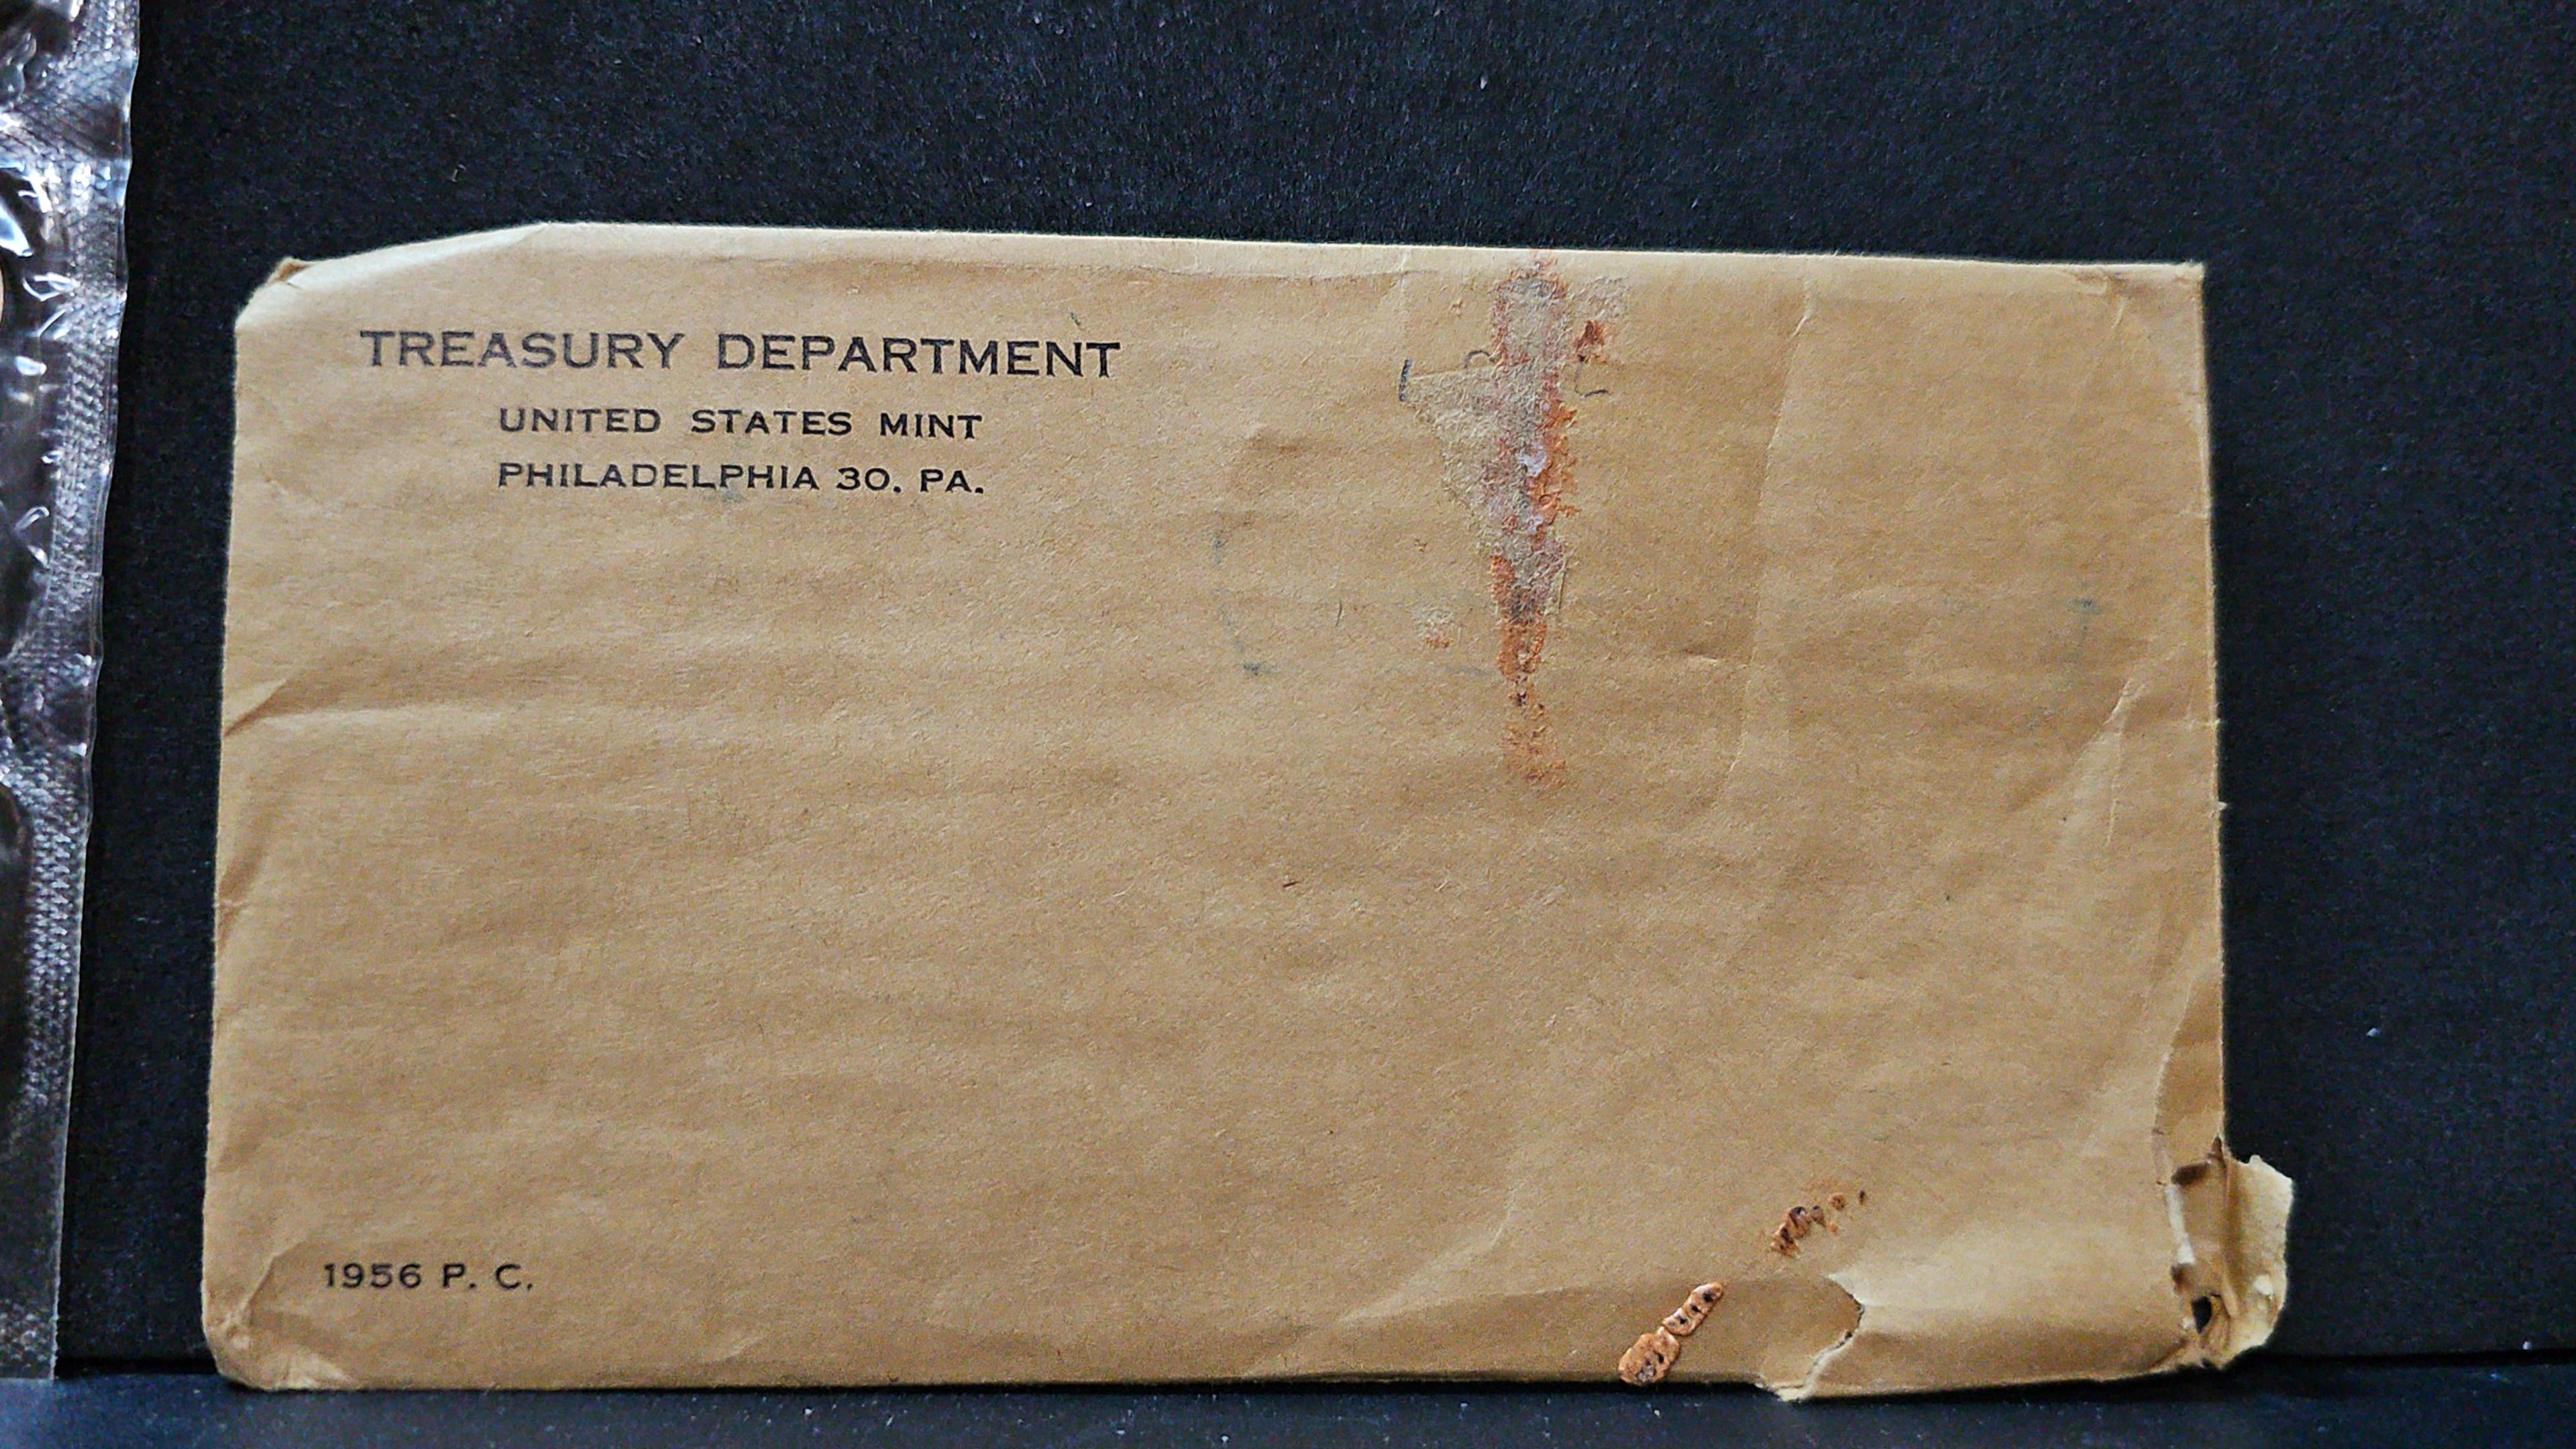 TREASURY DEPARTMENT
UNITED STATES MINT
PHILADELPHIA 30. PA.
1956 P. C.